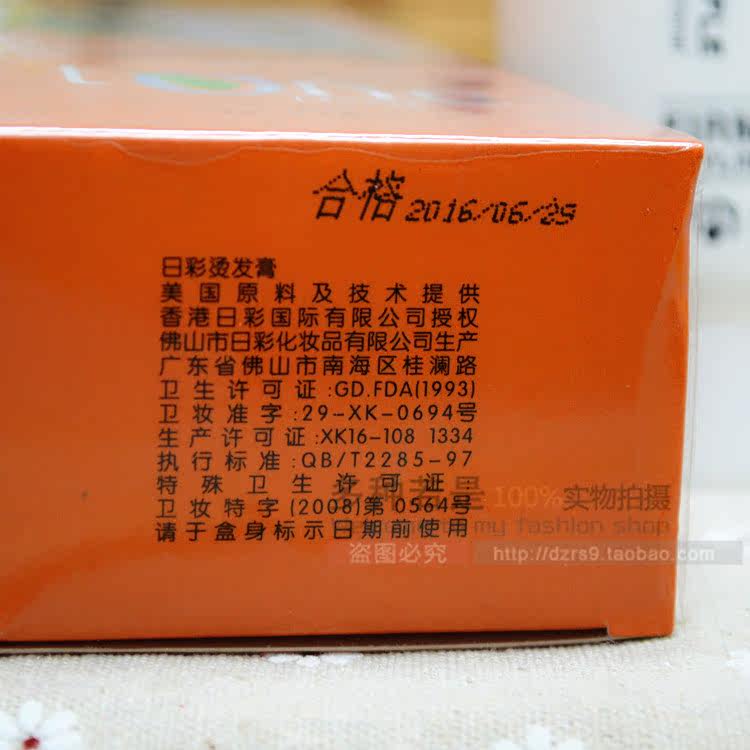 合格2016/06/25
日彩烫发膏
美国原料及技术提供
香港日彩国际有限公司授权
佛山市日彩化妆品有限公司生产
广东省佛山市南海区桂澜路
卫生许可证:GD.FDA(1993)
卫妆准字:29-XK-0694号
生产许可证:XK16-108 1334
执行标准:QB/T2285-97
特殊卫生许可证:
卫妆特字(2008)第0564号
请于盒身标示日期前使用
100%实物拍摄
my fashion shop
盗图必究
http://dzrs9.taobao.com